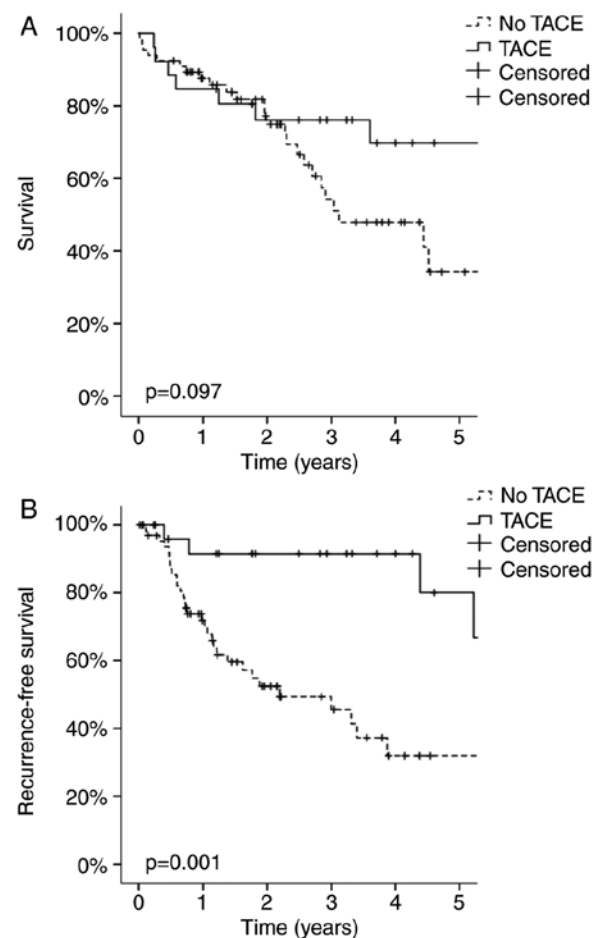 A
No TACE
TACE
Censored
Censored
100%
80%
60%
40%
20%
0%
Survival
p=0.097
0 1 2 3 4 5
Time (years)
B
No TACE
TACE
Censored
Censored
100%
80%
60%
40%
20%
0%
Recurrence-free survival
p=0.001
0 1 2 3 4 5
Time (years)